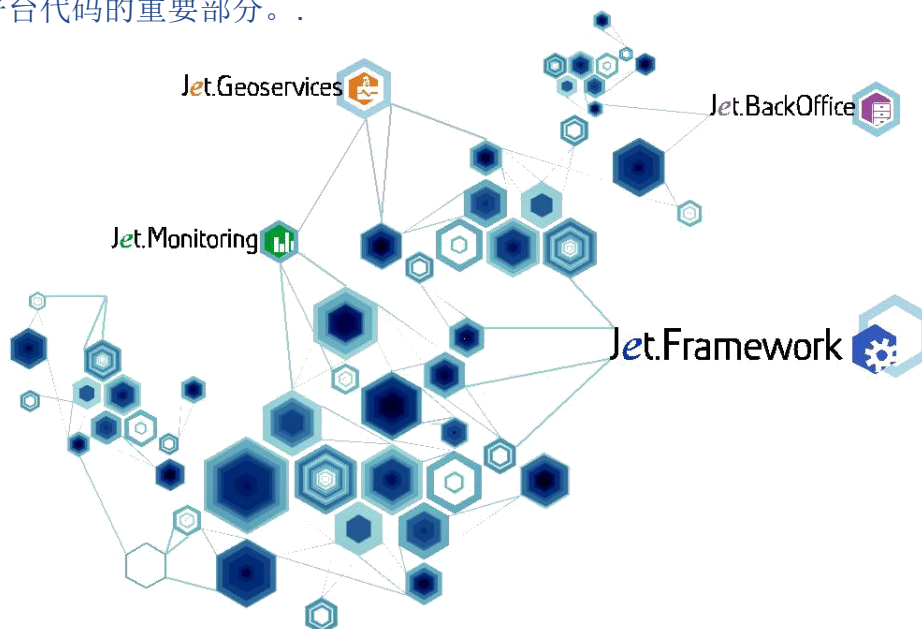 台代码的重要部分。.
Jet.Geoservices
Jet.BackOffice
Jet.Monitoring
Jet.Framework